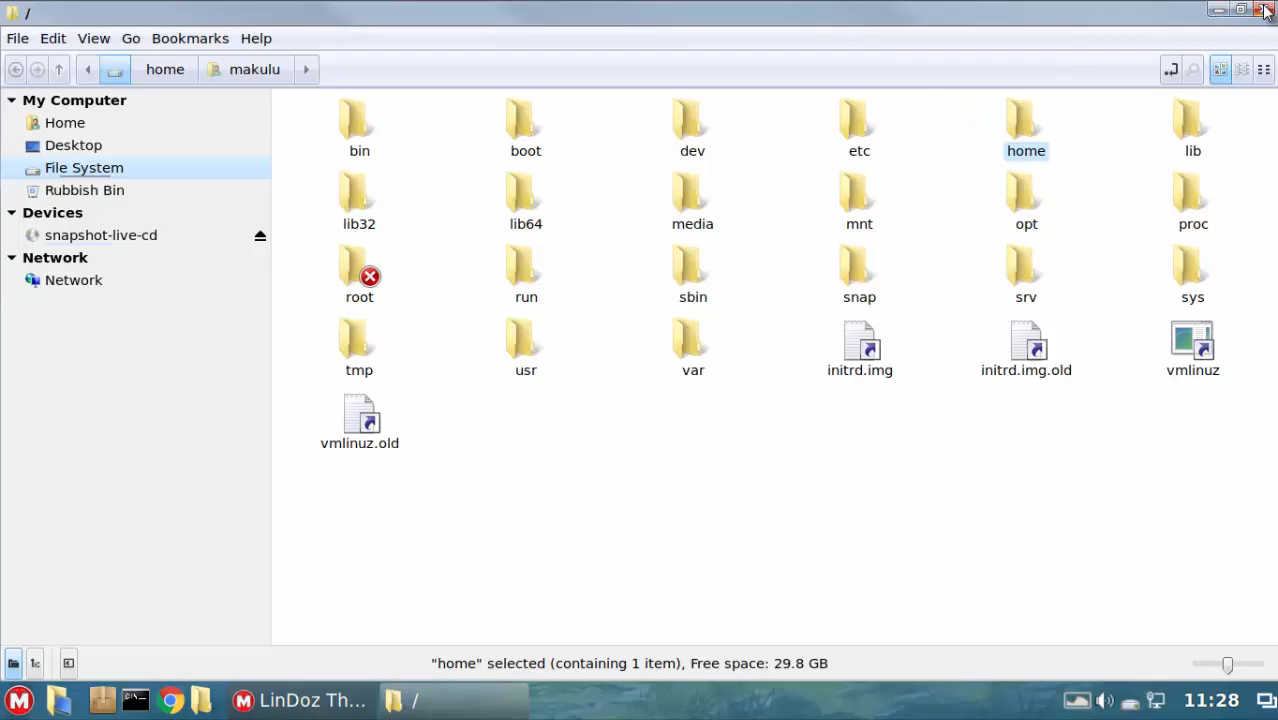 /
File Edit View Go Bookmarks Help
home makulu
My Computer
Home
Desktop
File System
Rubbish Bin
Devices
snapshot-live-cd
Network
Network
bin boot dev etc home lib
lib32 lib64 media mnt opt proc
root run sbin snap srv sys
tmp usr var initrd.img initrd.img.old vmlinuz
vmlinuz.old
"home" selected (containing 1 item), Free space: 29.8 GB
M M LinDoz Th... / 11:28